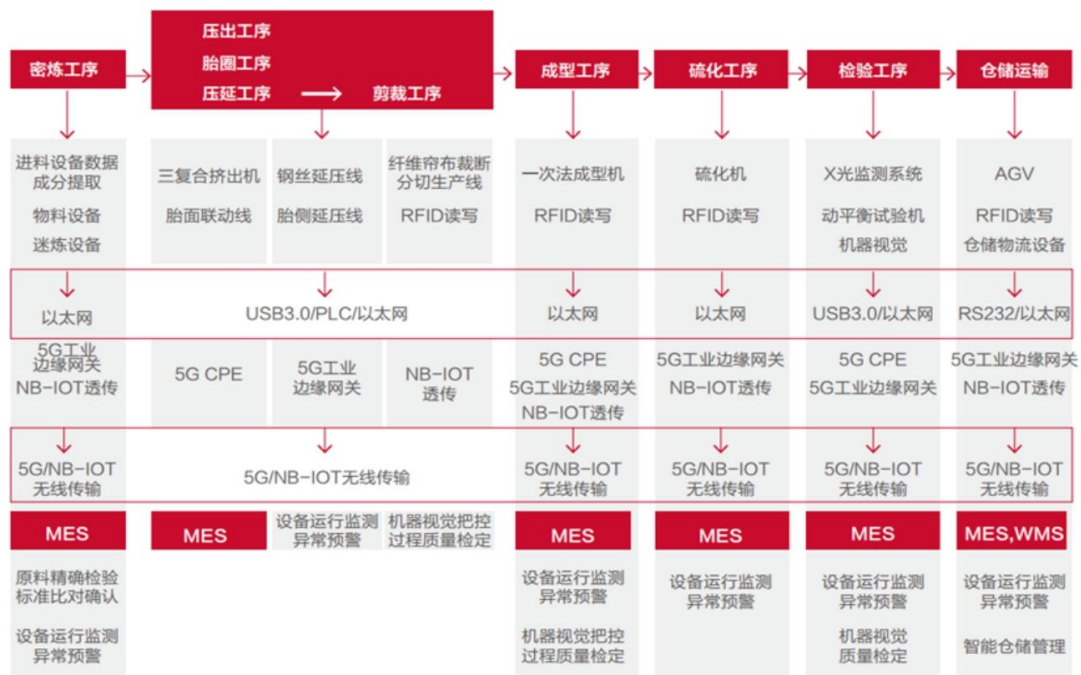 密炼工序
压出工序
胎圈工序
压延工序
剪裁工序
成型工序
硫化工序
检验工序
仓储运输
进料设备数据
成分提取
物料设备
迷炼设备
三复合挤出机
胎面联动线
钢丝延压线
胎侧延压线
纤维帘布裁断
分切生产线
RFID读写
一次法成型机
RFID读写
硫化机
RFID读写
X光监测系统
动平衡试验机
机器视觉
AGV
RFID读写
仓储物流设备
以太网
USB3.0/PLC/以太网
以太网
以太网
USB3.0/以太网
RS232/以太网
5G工业
边缘网关
NB-IOT透传
5G CPE
5G工业
边缘网关
NB-IOT
透传
5G CPE
5G工业边缘网关
NB-IOT透传
5G工业边缘网关
NB-IOT透传
5G CPE
5G工业边缘网关
5G工业边缘网关
NB-IOT透传
5G/NB-IOT
无线传输
5G/NB-IOT无线传输
5G/NB-IOT
无线传输
5G/NB-IOT
无线传输
5G/NB-IOT
无线传输
5G/NB-IOT
无线传输
MES
原料精确检验
标准比对确认
设备运行监测
异常预警
MES
设备运行监测
异常预警
机器视觉把控
过程质量检定
MES
设备运行监测
异常预警
机器视觉把控
过程质量检定
MES
设备运行监测
异常预警
MES
设备运行监测
异常预警
机器视觉
质量检定
MES,WMS
设备运行监测
异常预警
智能仓储管理